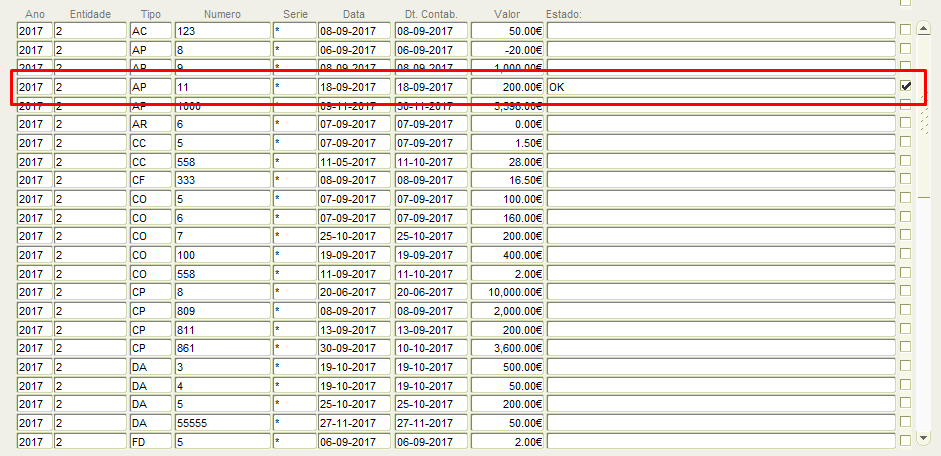 Ano Entidade Tipo Numero Serie Data Dt. Contab. Valor Estado:
2017 2 AC 123 * 08-09-2017 08-09-2017 50.00€
2017 2 AP 8 * 06-09-2017 06-09-2017 -20.00€
2017 2 AP 9 * 08-09-2017 08-09-2017 1,000.00€
2017 2 AP 11 * 18-09-2017 18-09-2017 200.00€ OK
2017 2 AP 1000 * 09-11-2017 30-11-2017
2017 2 AR 6 * 07-09-2017 07-09-2017 0.00€
2017 2 CC 5 * 07-09-2017 07-09-2017 1.50€
2017 2 CC 558 * 11-05-2017 11-10-2017 28.00€
2017 2 CF 333 * 08-09-2017 08-09-2017 16.50€
2017 2 CO 5 * 07-09-2017 07-09-2017 100.00€
2017 2 CO 6 * 07-09-2017 07-09-2017 160.00€
2017 2 CO 7 * 25-10-2017 25-10-2017 200.00€
2017 2 CO 100 * 19-09-2017 19-09-2017 400.00€
2017 2 CO 558 * 11-09-2017 11-10-2017 2.00€
2017 2 CP 8 * 20-06-2017 20-06-2017 10,000.00€
2017 2 CP 809 * 08-09-2017 08-09-2017 2,000.00€
2017 2 CP 811 * 13-09-2017 13-09-2017 200.00€
2017 2 CP 861 * 30-09-2017 10-10-2017 3,600.00€
2017 2 DA 3 * 19-10-2017 19-10-2017 500.00€
2017 2 DA 4 * 19-10-2017 19-10-2017 50.00€
2017 2 DA 5 * 25-10-2017 25-10-2017 200.00€
2017 2 DA 55555 * 27-11-2017 27-11-2017 50.00€
2017 2 FD 5 * 06-09-2017 06-09-2017 2.00€